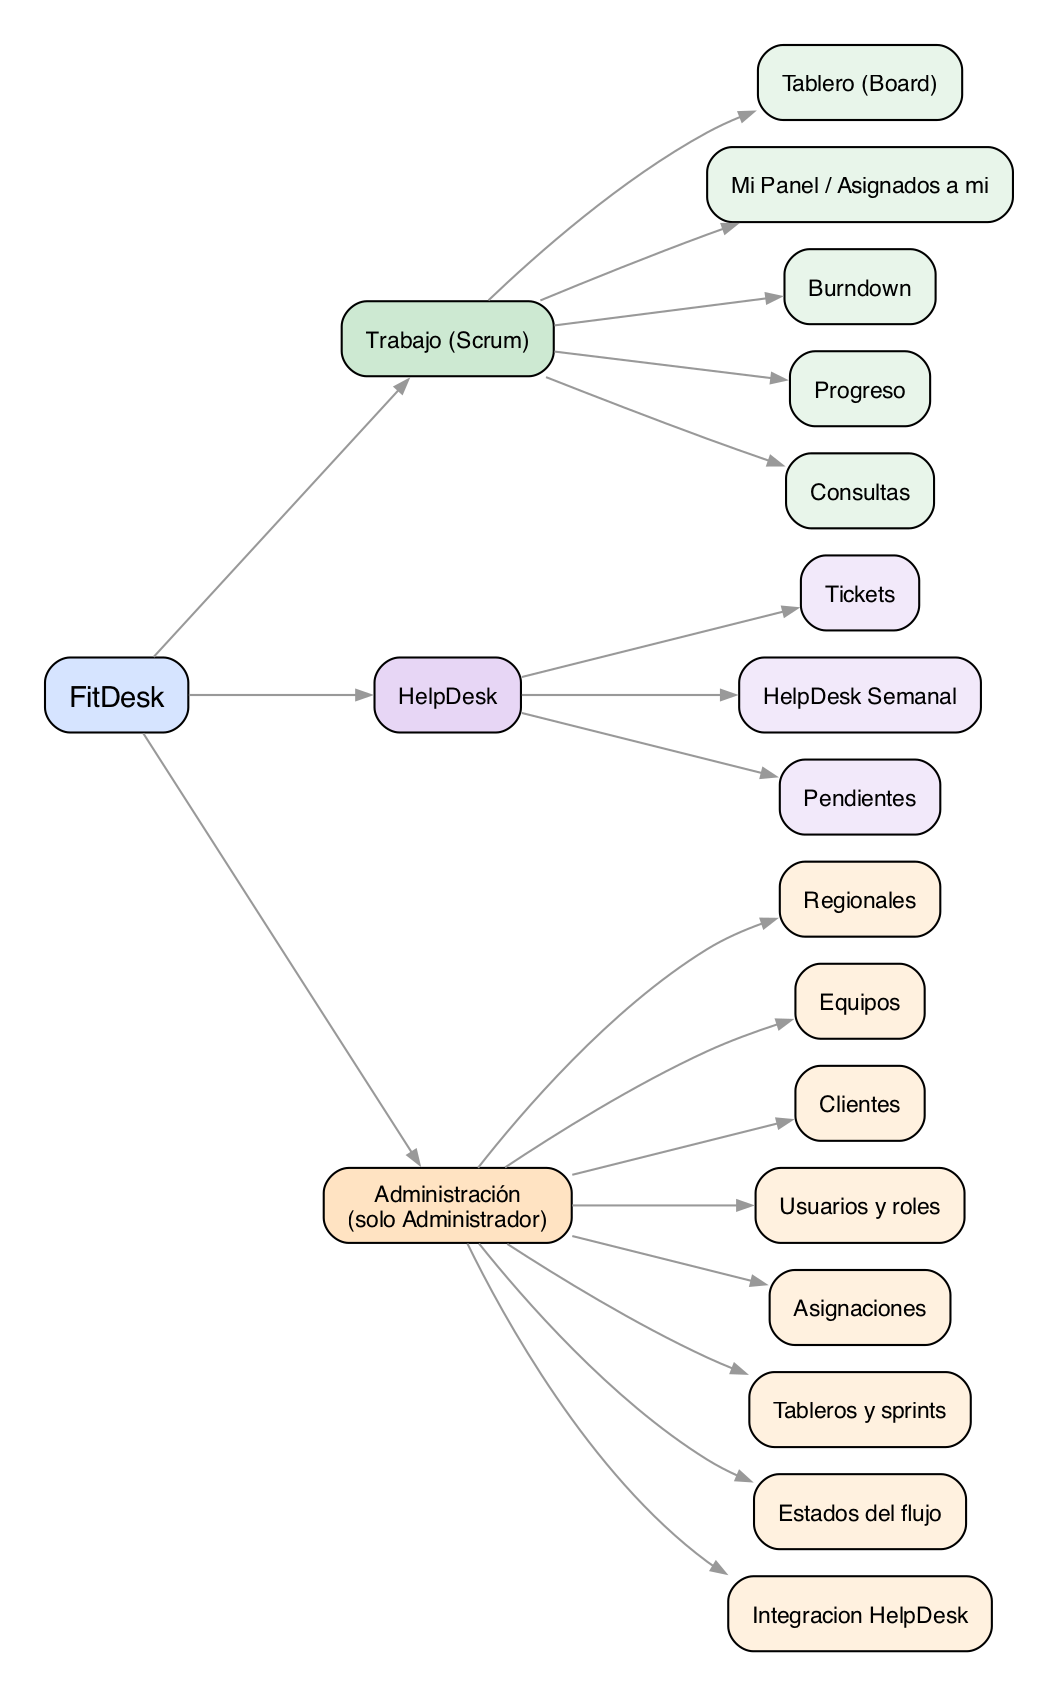 FitDesk
Trabajo (Scrum)
Tablero (Board)
Mi Panel / Asignados a mi
Burndown
Progreso
Consultas
HelpDesk
Tickets
HelpDesk Semanal
Pendientes
Administración
(solo Administrador)
Regionales
Equipos
Clientes
Usuarios y roles
Asignaciones
Tableros y sprints
Estados del flujo
Integracion HelpDesk